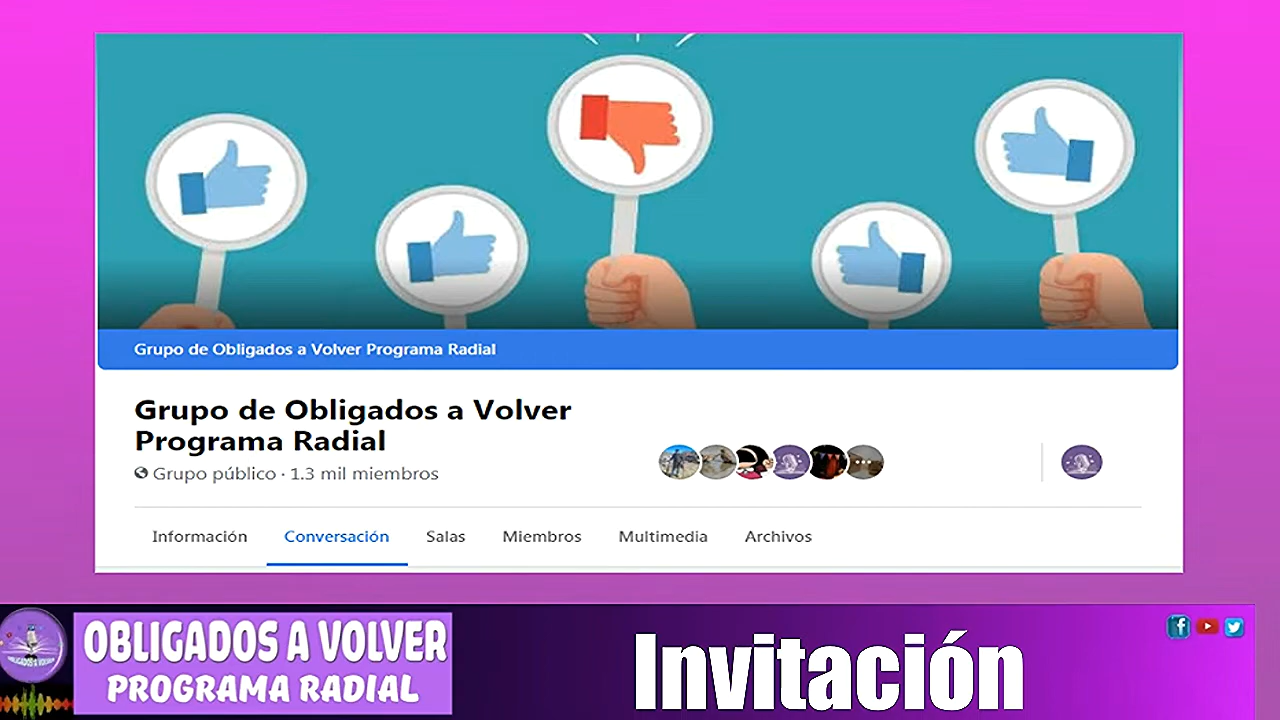 Grupo de Obligados a Volver Programa Radial
Grupo de Obligados a Volver
Programa Radial
Grupo público · 1.3 mil miembros
Información Conversación Salas Miembros Multimedia Archivos
OBLIGADOS A VOLVER
PROGRAMA RADIAL
Invitación